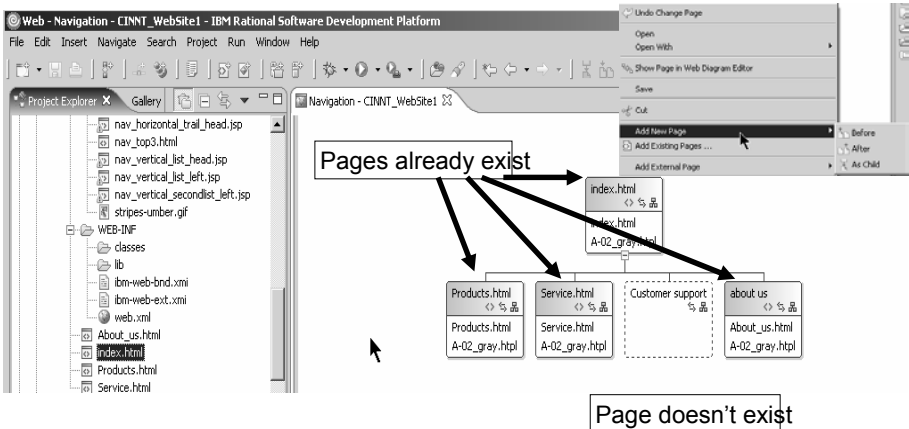 Web - Navigation - CINNT_WebSite1 - IBM Rational Software Development Platform
File Edit Insert Navigate Search Project Run Window Help
Project Explorer Gallery
nav_horizontal_trail_head.jsp
nav_top3.html
nav_vertical_list_head.jsp
nav_vertical_list_left.jsp
nav_vertical_secondlist_left.jsp
stripes-umber.gif
WEB-INF
classes
lib
ibm-web-bnd.xmi
ibm-web-ext.xmi
web.xml
About_us.html
index.html
Products.html
Service.html
Navigation - CINNT_WebSite1
Undo Change Page
Open
Open With
Show Page in Web Diagram Editor
Save
Cut
Add New Page
Add Existing Pages ...
Add External Page
Before
After
As Child
Pages already exist
index.html
index.html
A-02_gray.htpl
Products.html
Products.html
A-02_gray.htpl
Service.html
Service.html
A-02_gray.htpl
Customer support
about us
About_us.html
A-02_gray.htpl
Page doesn't exist